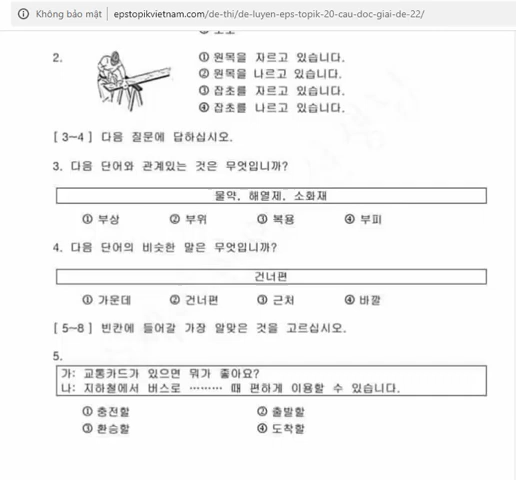 Không bảo mật | epstopikvietnam.com/de-thi/de-luyen-eps-topik-20-cau-doc-giai-de-22/
2.
① 원목을 자르고 있습니다.
② 원목을 나르고 있습니다.
③ 잡초를 자르고 있습니다.
④ 잡초를 나르고 있습니다.
[ 3~4 ] 다음 질문에 답하십시오.
3. 다음 단어와 관계있는 것은 무엇입니까?
물약, 해열제, 소화재
① 부상 ② 부위 ③ 복용 ④ 부피
4. 다음 단어의 비슷한 말은 무엇입니까?
건너편
① 가운데 ② 건너편 ③ 근처 ④ 바깥
[ 5~8 ] 빈칸에 들어갈 가장 알맞은 것을 고르십시오.
5.
가: 교통카드가 있으면 뭐가 좋아요?
나: 지하철에서 버스로 ……… 때 편하게 이용할 수 있습니다.
① 충전할 ② 출발할
③ 환승할 ④ 도착할